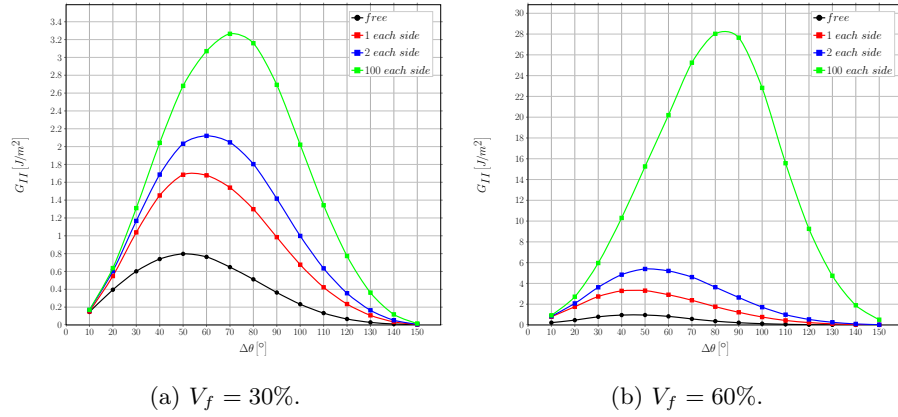 3.4
3.2
3
2.8
2.6
2.4
2.2
2
1.8
1.6
1.4
1.2
1
0.8
0.6
0.4
0.2
0
G_{II} [J/m^2]
0 10 20 30 40 50 60 70 80 90 100 110 120 130 140 150
Δθ [°]
free
1 each side
2 each side
100 each side
(a) V_f = 30%.
28
26
24
22
20
18
16
14
12
10
8
6
4
2
0
G_{II} [J/m^2]
0 10 20 30 40 50 60 70 80 90 100 110 120 130 140 150
Δθ [°]
free
1 each side
2 each side
100 each side
(b) V_f = 60%.